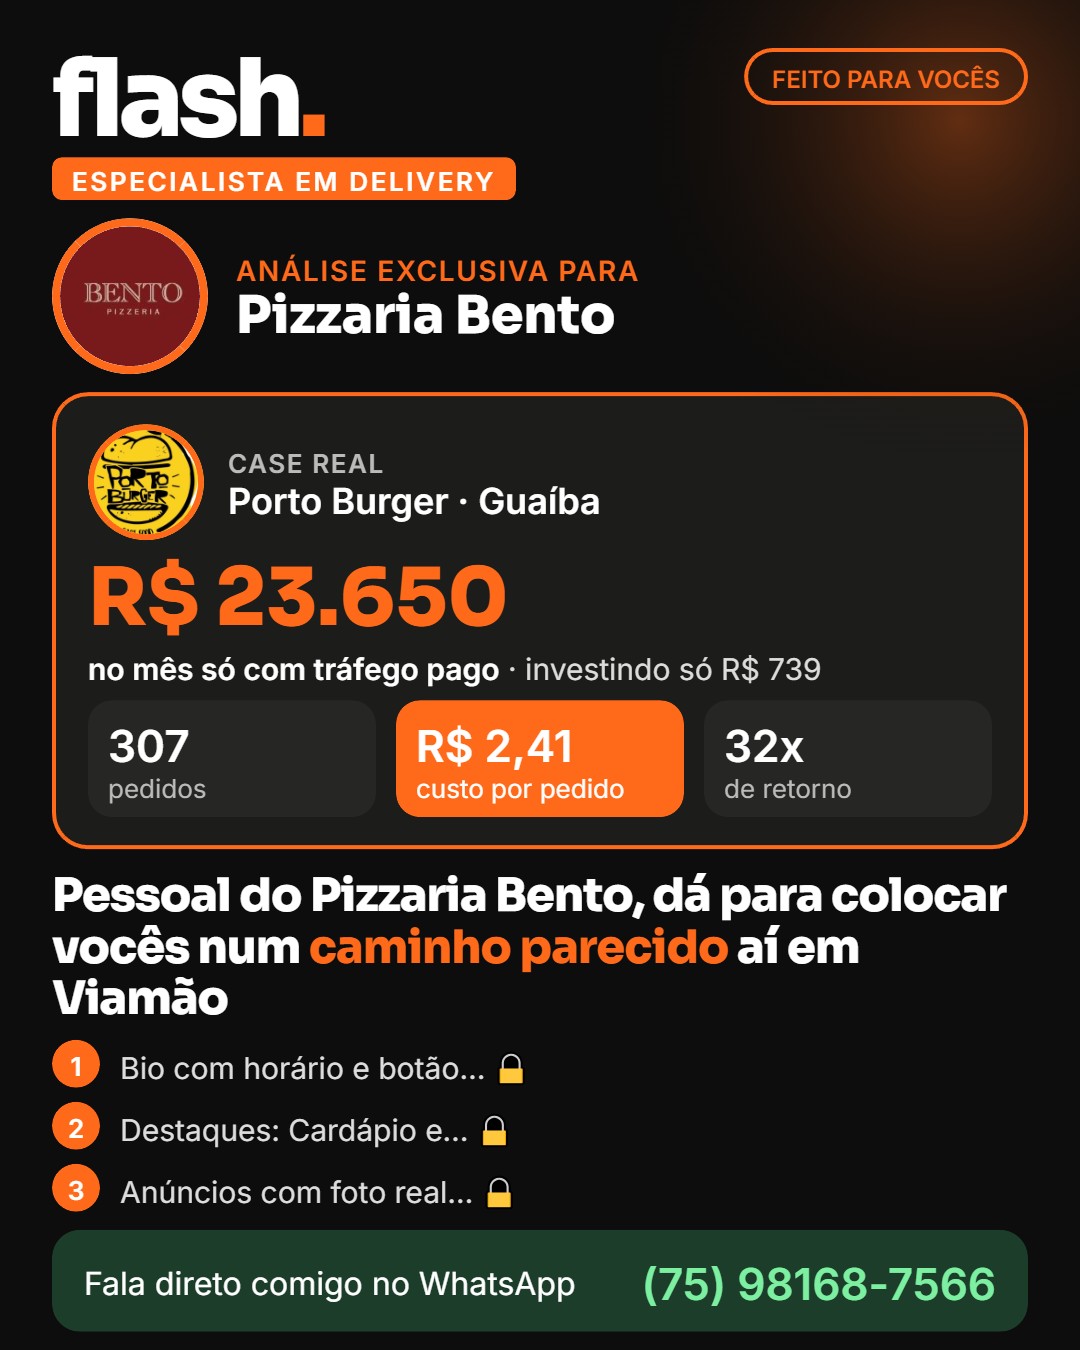 flash.
FEITO PARA VOCÊS
ESPECIALISTA EM DELIVERY
BENTO
PIZZERIA
ANÁLISE EXCLUSIVA PARA
Pizzaria Bento
PORTO
BURGER
CASE REAL
Porto Burger · Guaíba
R$ 23.650
no mês só com tráfego pago · investindo só R$ 739
307
pedidos
R$ 2,41
custo por pedido
32x
de retorno
Pessoal do Pizzaria Bento, dá para colocar
vocês num caminho parecido aí em
Viamão
1 Bio com horário e botão... 🔒
2 Destaques: Cardápio e... 🔒
3 Anúncios com foto real... 🔒
Fala direto comigo no WhatsApp (75) 98168-7566